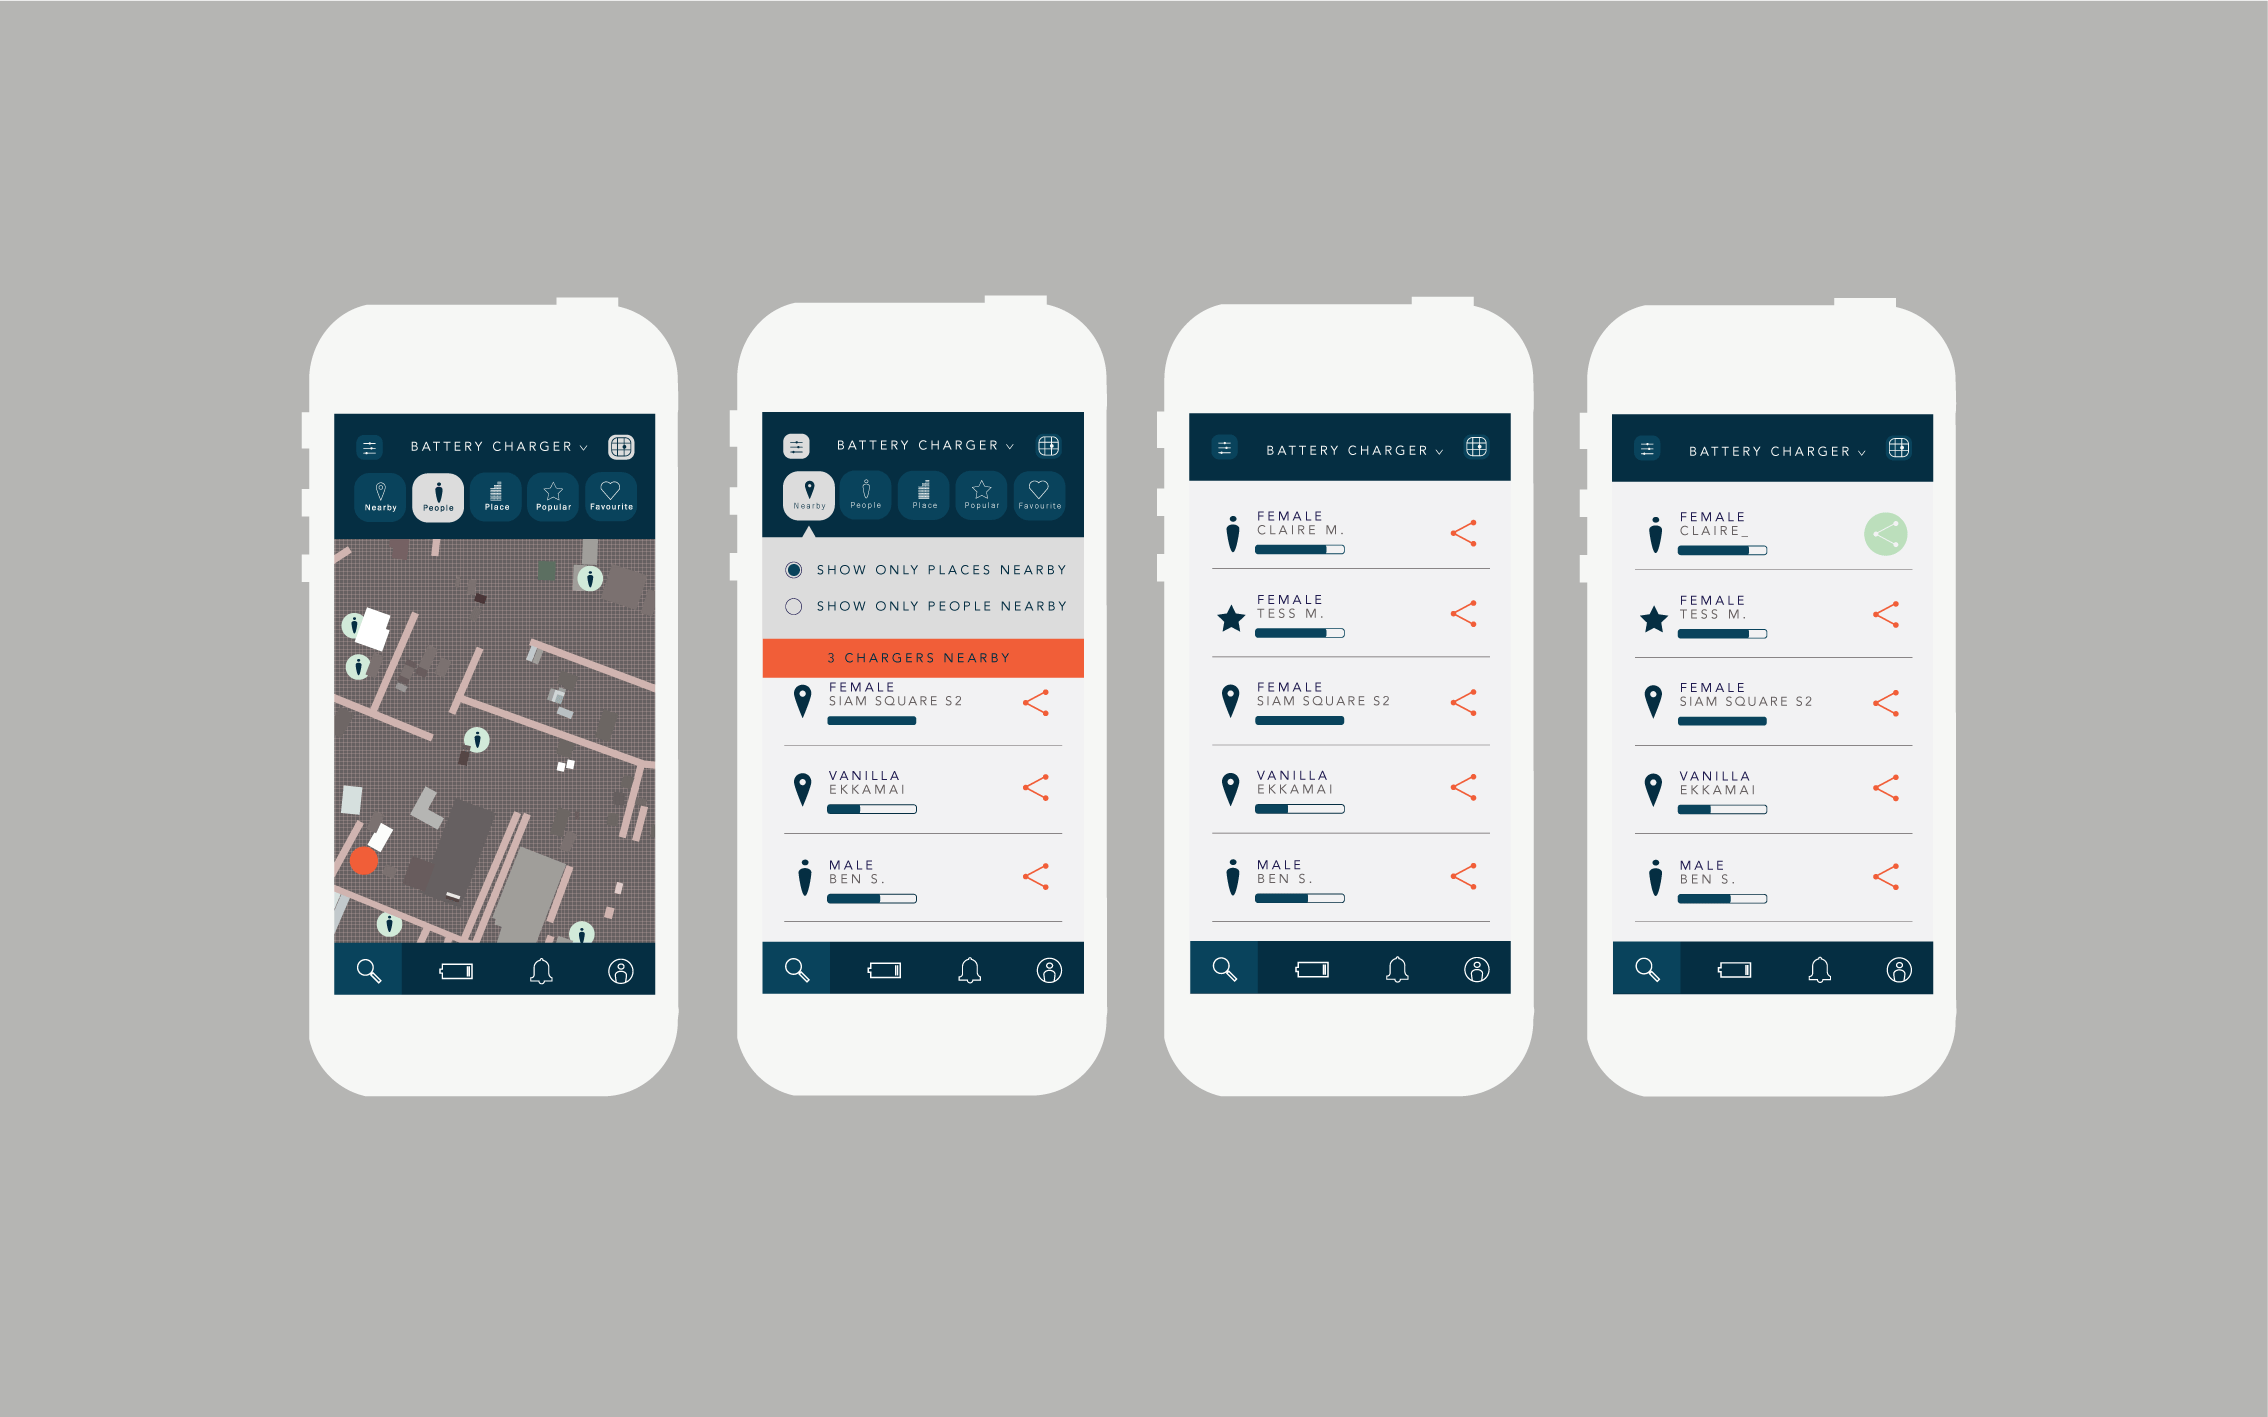 BATTERY CHARGER
Nearby
People
Place
Popular
Favourite
BATTERY CHARGER
Nearby
People
Place
Popular
Favourite
SHOW ONLY PLACES NEARBY
SHOW ONLY PEOPLE NEARBY
3 CHARGERS NEARBY
FEMALE
SIAM SQUARE S2
VANILLA
EKKAMAI
MALE
BEN S.
BATTERY CHARGER
FEMALE
CLAIRE M.
FEMALE
TESS M.
FEMALE
SIAM SQUARE S2
VANILLA
EKKAMAI
MALE
BEN S.
BATTERY CHARGER
FEMALE
CLAIRE_
FEMALE
TESS M.
FEMALE
SIAM SQUARE S2
VANILLA
EKKAMAI
MALE
BEN S.